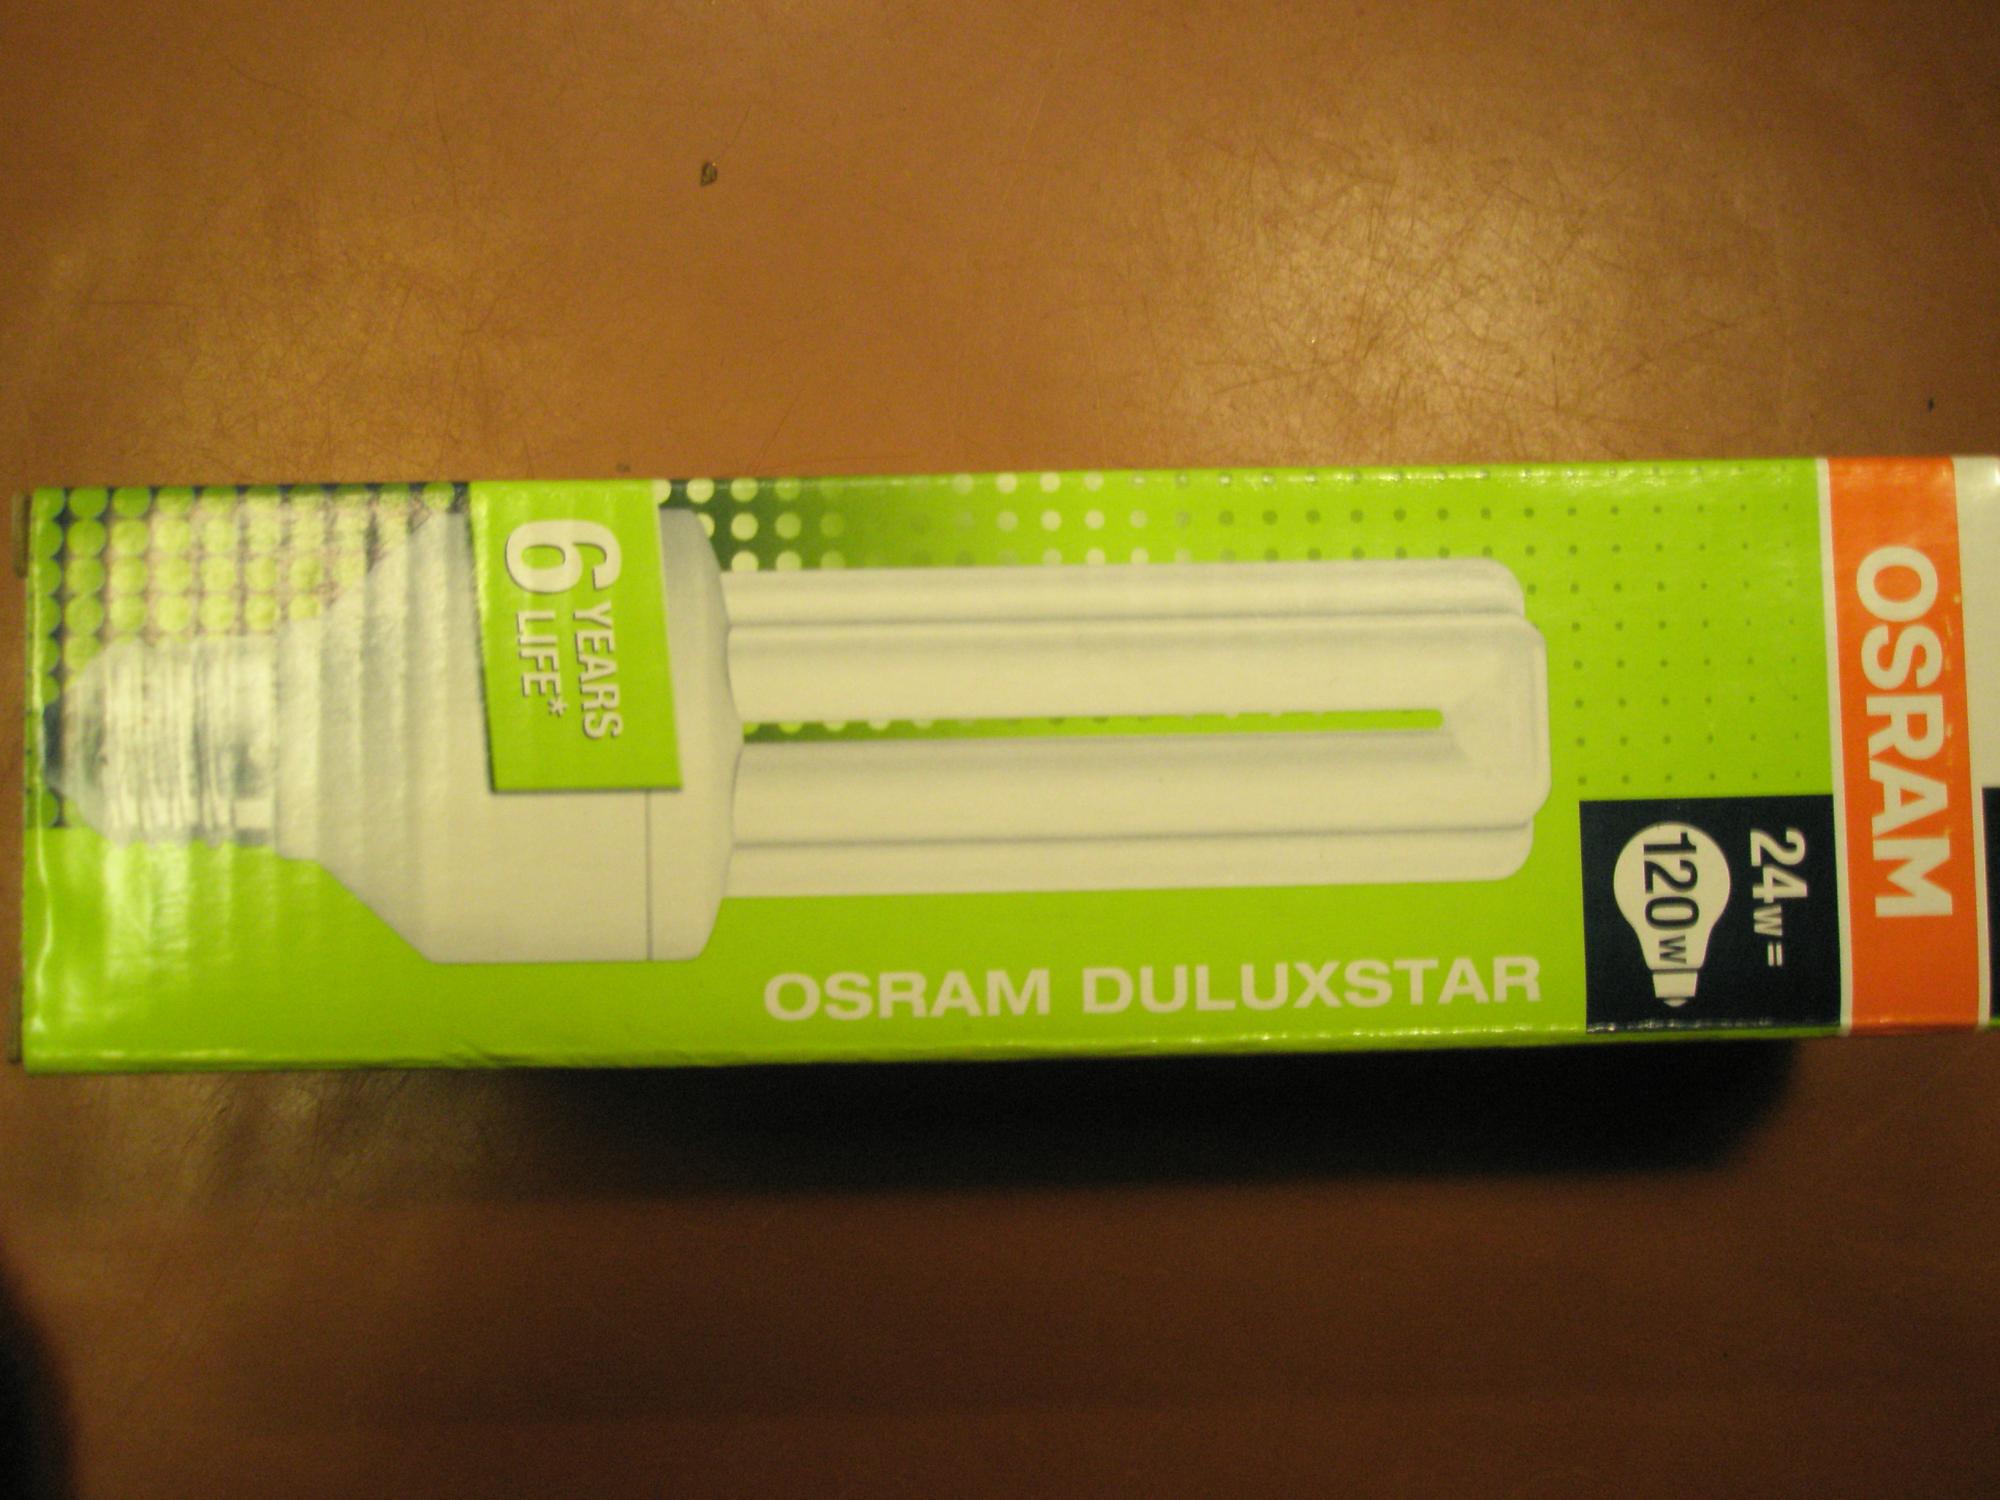 OSRAM
24W =
120W
6 YEARS
LIFE*
OSRAM DULUXSTAR